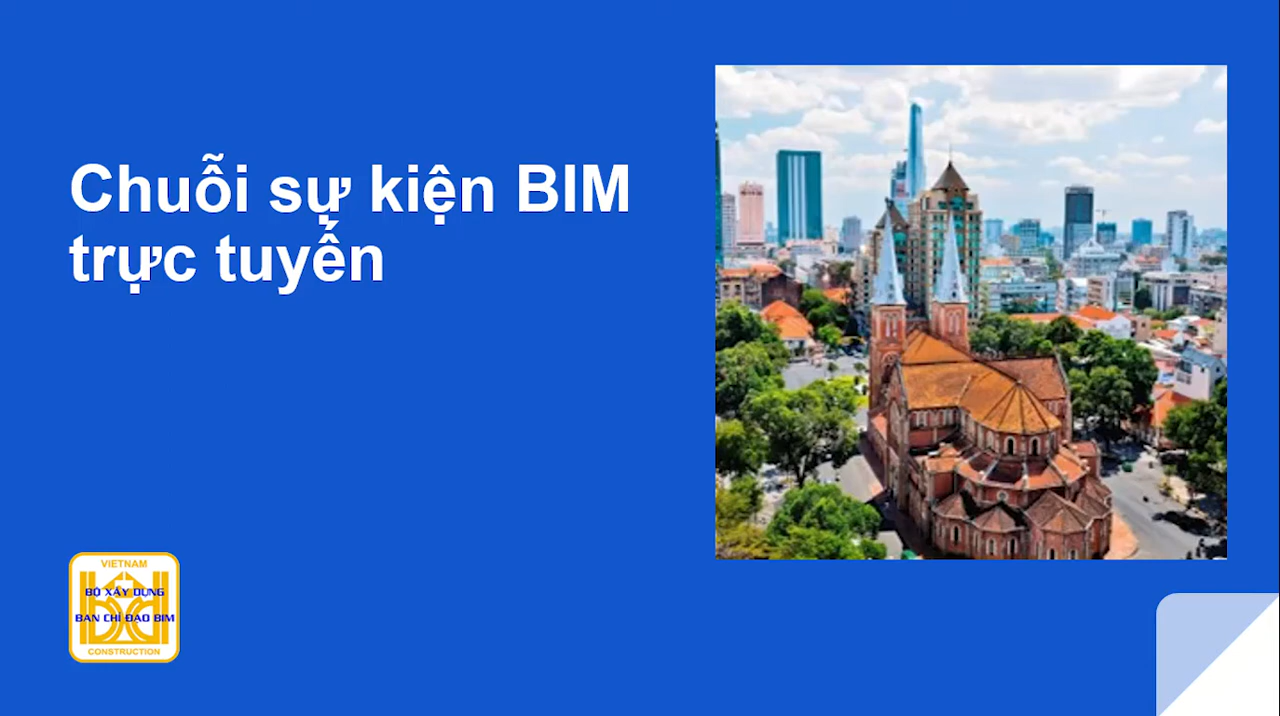 Chuỗi sự kiện BIM
trực tuyến
VIETNAM
BỘ XÂY DỰNG
BAN CHỈ ĐẠO BIM
CONSTRUCTION